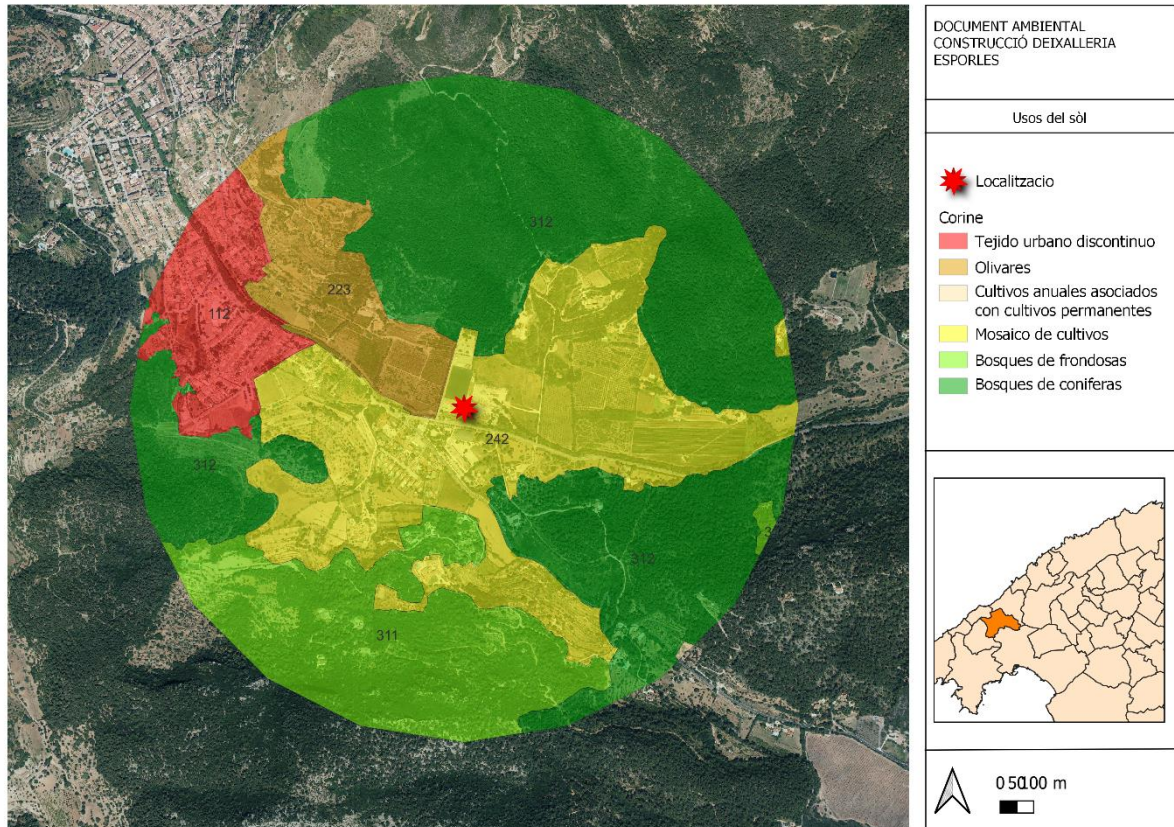 DOCUMENT AMBIENTAL
CONSTRUCCIÓ DEIXALLERIA
ESPORLES
Usos del sòl
Localitzacio
Corine
Tejido urbano discontinuo
Olivares
Cultivos anuales asociados
con cultivos permanentes
Mosaico de cultivos
Bosques de frondosas
Bosques de coniferas
312
223
112
242
312
312
3
311
0 50100 m